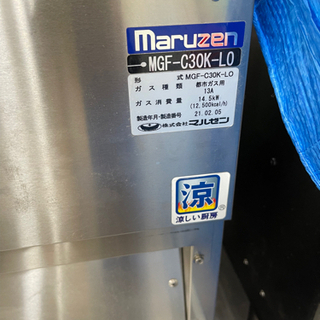 maruzen
MGF-C30K-LO
形 式 MGF-C30K-LO
ガス種類 都市ガス用
13A
ガス消費量 14.5kW
(12,500kcal/h)
製造年月・製造番号 21.02.05
株式会社マルゼン
涼
涼しい厨房